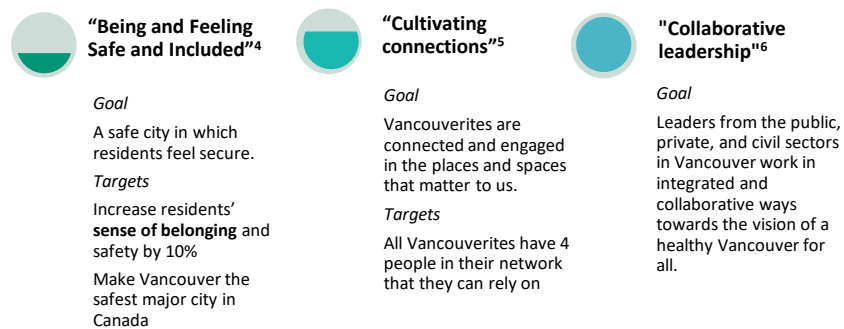 “Being and Feeling
Safe and Included”4
Goal
A safe city in which
residents feel secure.
Targets
Increase residents’
sense of belonging and
safety by 10%
Make Vancouver the
safest major city in
Canada
“Cultivating
connections”5
Goal
Vancouverites are
connected and engaged
in the places and spaces
that matter to us.
Targets
All Vancouverites have 4
people in their network
that they can rely on
"Collaborative
leadership"6
Goal
Leaders from the public,
private, and civil sectors
in Vancouver work in
integrated and
collaborative ways
towards the vision of a
healthy Vancouver for
all.